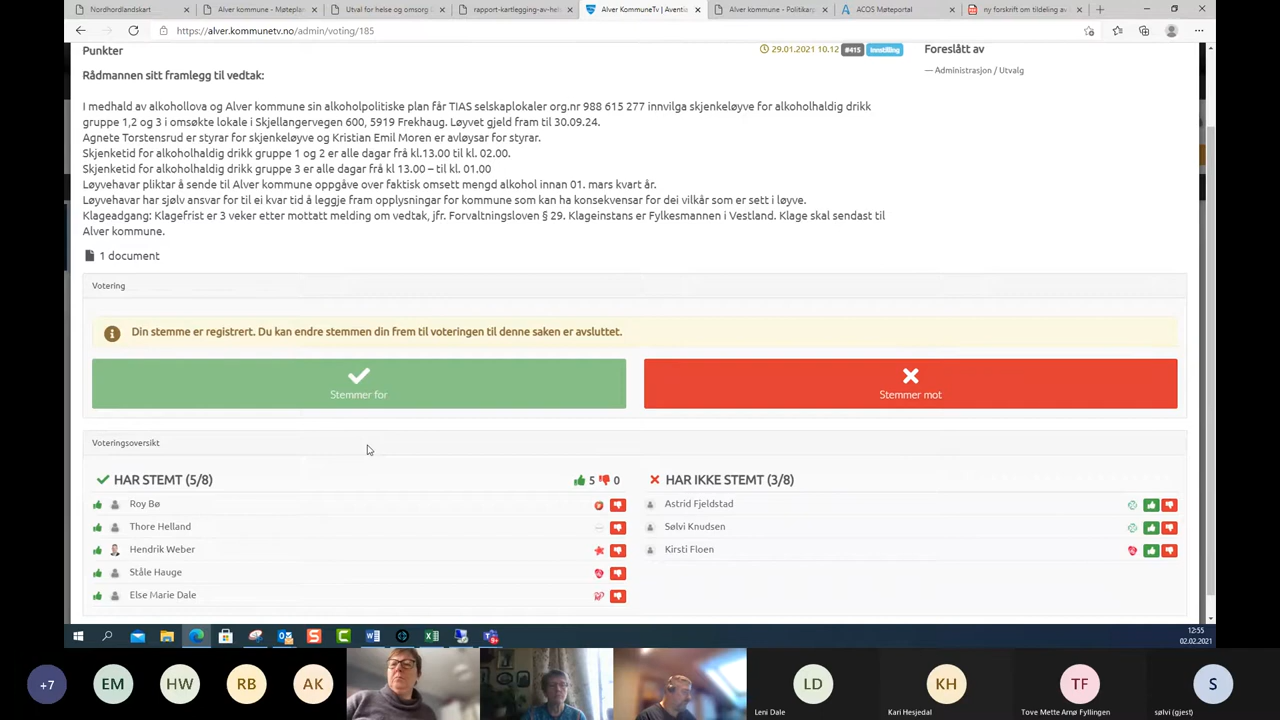 Nordhordlandskart
Alver kommune - Møteplan
Utval for helse og omsorg
rapport-kartlegging-av-hels
Alver KommuneTv | Aventia
Alver kommune - Politikarp
ACOS Møteportal
ny forskrift om tildeling av
https://alver.kommunetv.no/admin/voting/185
Punkter
29.01.2021 10.12 #415 Innstilling
Foreslått av
— Administrasjon / Utvalg
Rådmannen sitt framlegg til vedtak:
I medhald av alkohollova og Alver kommune sin alkoholpolitiske plan får TIAS selskaplokaler org.nr 988 615 277 innvilga skjenkeløyve for alkoholhaldig drikk
gruppe 1,2 og 3 i omsøkte lokale i Skjellangervegen 600, 5919 Frekhaug. Løyvet gjeld fram til 30.09.24.
Agnete Torstensrud er styrar for skjenkeløyve og Kristian Emil Moren er avløysar for styrar.
Skjenketid for alkoholhaldig drikk gruppe 1 og 2 er alle dagar frå kl.13.00 til kl. 02.00.
Skjenketid for alkoholhaldig drikk gruppe 3 er alle dagar frå kl 13.00 – til kl. 01.00
Løyvehavar pliktar å sende til Alver kommune oppgåve over faktisk omsett mengd alkohol innan 01. mars kvart år.
Løyvehavar har sjølv ansvar for til ei kvar tid å leggje fram opplysningar for kommune som kan ha konsekvensar for dei vilkår som er sett i løyve.
Klageadgang: Klagefrist er 3 veker etter mottatt melding om vedtak, jfr. Forvaltningsloven § 29. Klageinstans er Fylkesmannen i Vestland. Klage skal sendast til
Alver kommune.
1 document
Votering
Din stemme er registrert. Du kan endre stemmen din frem til voteringen til denne saken er avsluttet.
Stemmer for
Stemmer mot
Voteringsoversikt
HAR STEMT (5/8) 5 0
Roy Bø
Thore Helland
Hendrik Weber
Ståle Hauge
Else Marie Dale
HAR IKKE STEMT (3/8)
Astrid Fjeldstad
Sølvi Knudsen
Kirsti Floen
12:55
02.02.2021
+7
EM
HW
RB
AK
LD
Leni Dale
KH
Kari Hesjedal
TF
Tove Mette Arnø Fyllingen
S
sølvi (gjest)